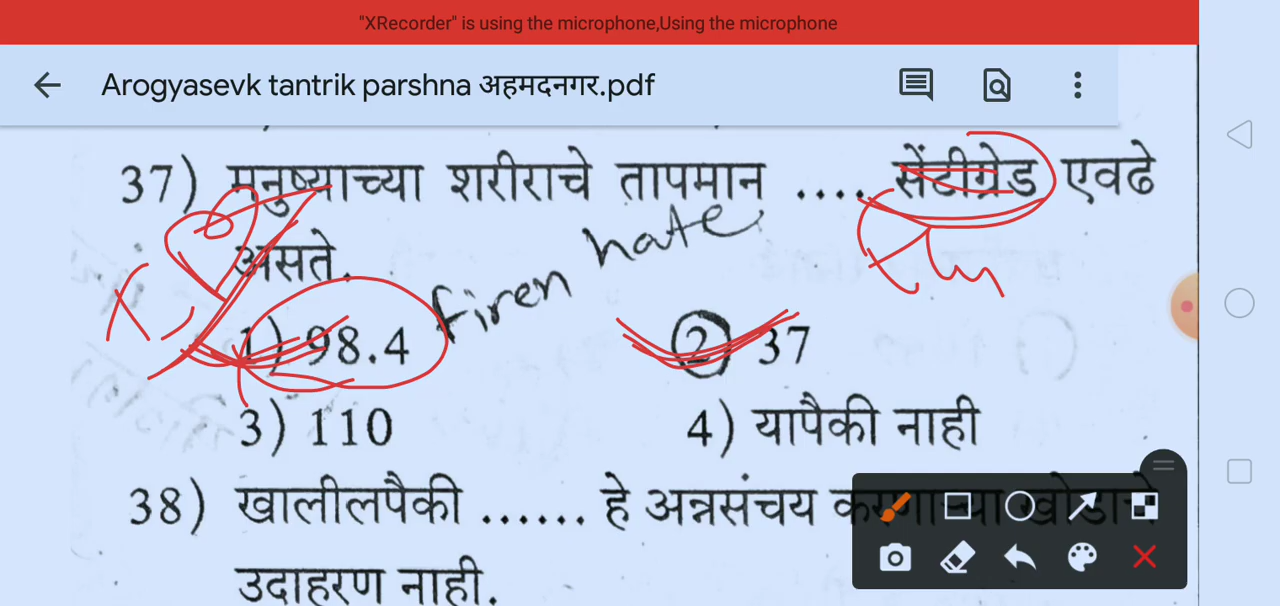 "XRecorder" is using the microphone,Using the microphone
Arogyasevk tantrik parshna अहमदनगर.pdf
37) मनुष्याच्या शरीराचे तापमान .... सेंटीग्रेड एवढे
असते.
1) 98.4 firen hate 2) 37
3) 110 4) यापैकी नाही
38) खालीलपैकी ...... हे अन्नसंचय करणाऱ्या खोडाचे
उदाहरण नाही.